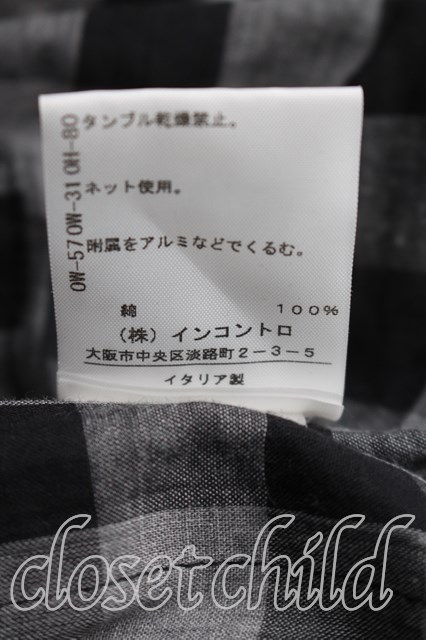 OW-570W-310H-80
タンブル乾燥禁止。
ネット使用。
附属をアルミなどでくるむ。
綿 100%
(株) インコントロ
大阪市中央区淡路町2-3-5
イタリア製
closet child